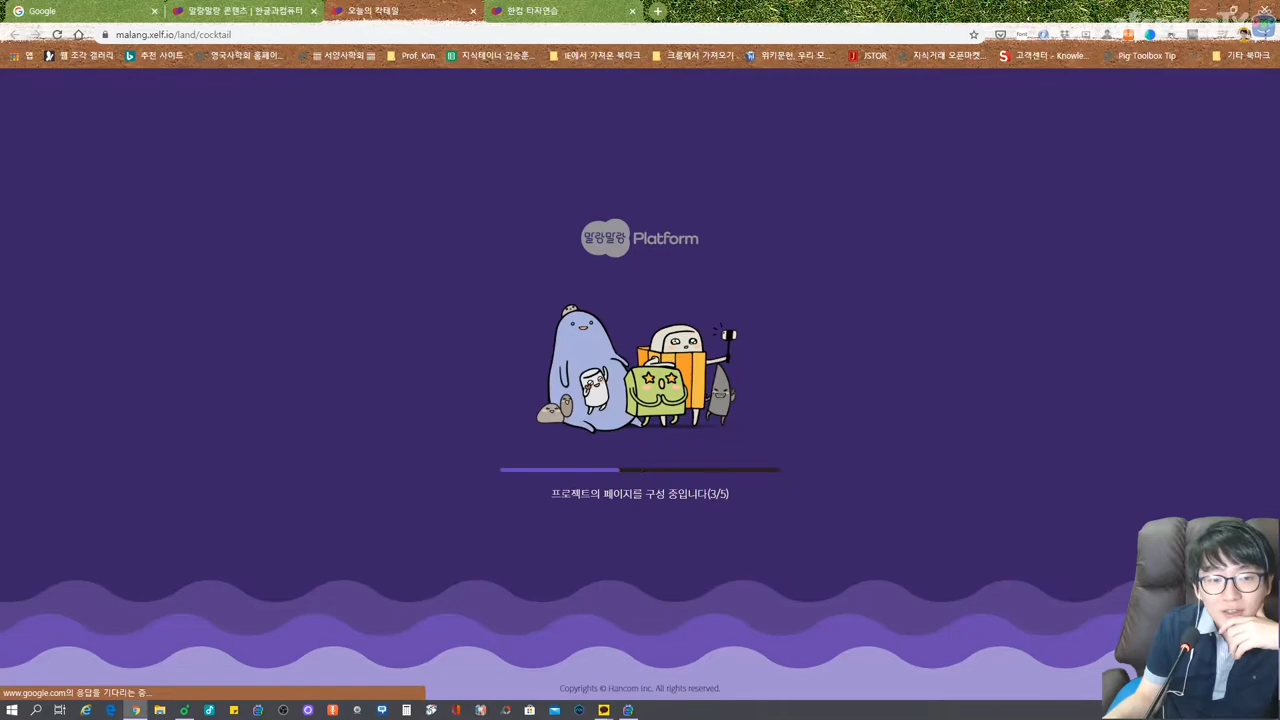 Google
말랑말랑 콘텐츠 | 한글과컴퓨터
오늘의 칵테일
한컴 타자연습
malang.xelf.io/land/cocktail
앱
웹 조각 갤러리
추천 사이트
영국사학회 홈페이...
Prof. Kim
지식테이너 김승훈...
IE에서 가져온 북마크
크롬에서 가져오기
위키문헌, 우리 모...
JSTOR
지식거래 오픈마켓...
고객센터 - Knowle...
Pig Toolbox Tip
기타 북마크
말랑말랑 Platform
프로젝트의 페이지를 구성 중입니다(3/5)
Copyrights © Hancom Inc. All rights reserved.
www.google.com의 응답을 기다리는 중...